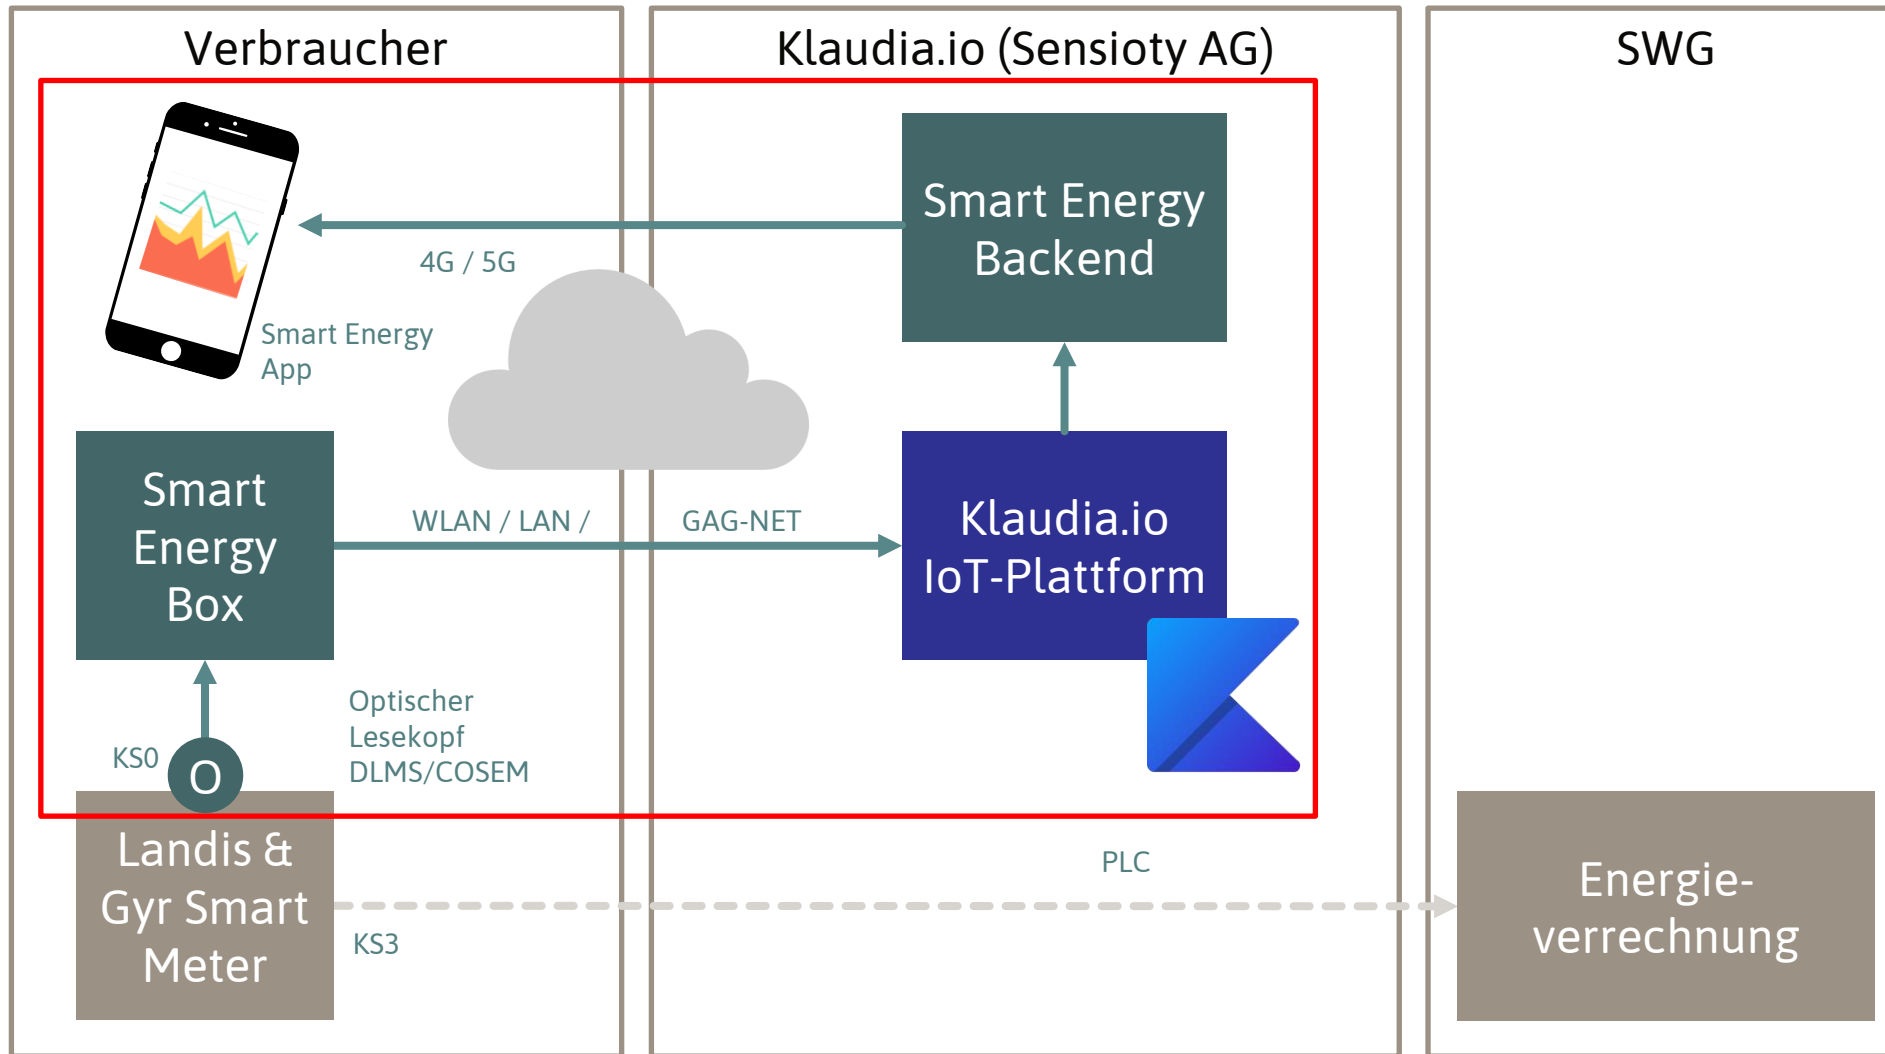 Verbraucher
Klaudia.io (Sensioty AG)
SWG
Smart Energy
Backend
4G / 5G
Smart Energy
App
Smart
Energy
Box
WLAN / LAN /
GAG-NET
Klaudia.io
IoT-Plattform
Optischer
Lesekopf
DLMS/COSEM
KS0
O
Landis &
Gyr Smart
Meter
KS3
PLC
Energie-
verrechnung